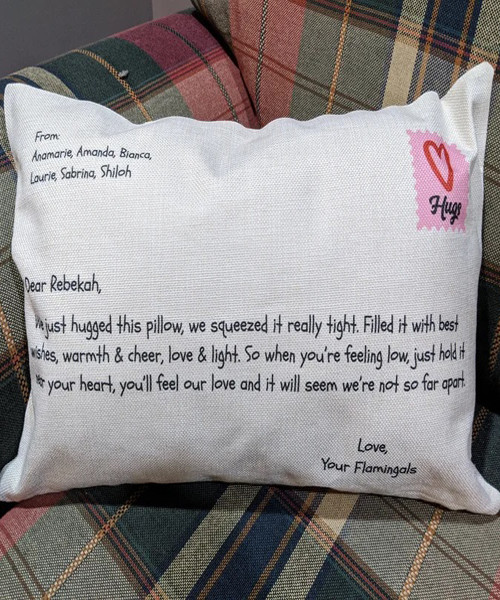 From:
Anamarie, Amanda, Bianca,
Laurie, Sabrina, Shiloh
Hugs
Dear Rebekah,
just hugged this pillow, we squeezed it really tight. Filled it with best
wishes, warmth & cheer, love & light. So when you're feeling low, just hold it
your heart, you'll feel our love and it will seem we're not so far apart.
Love,
Your Flamingals